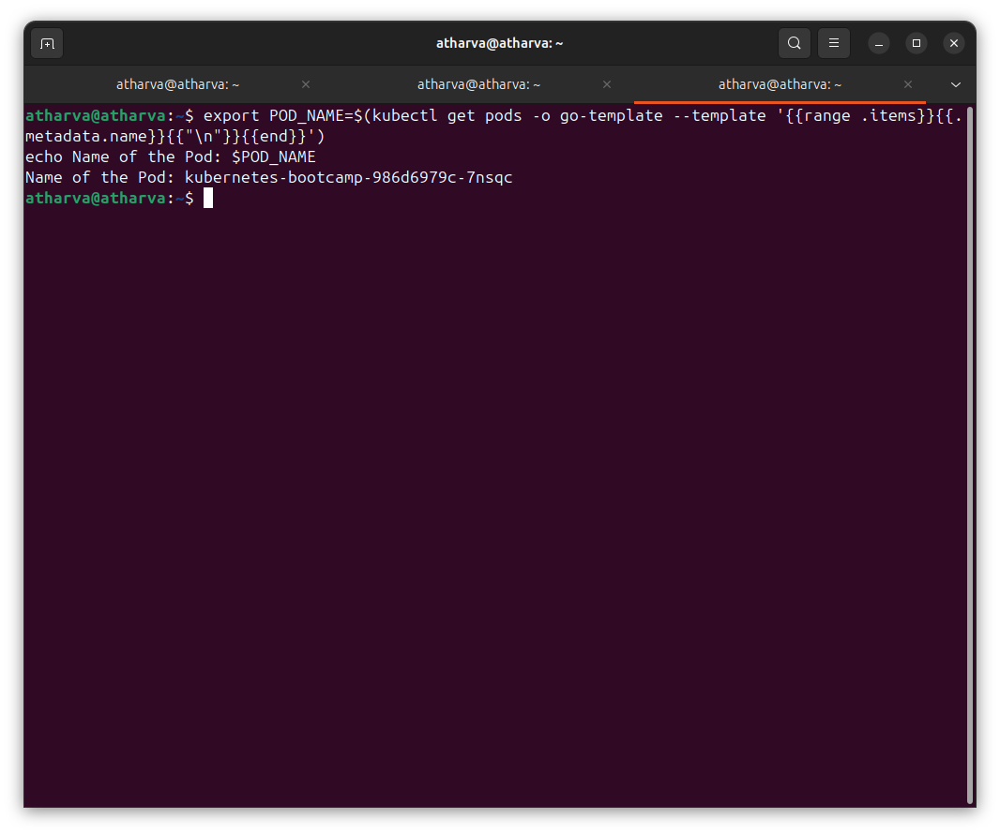 atharva@atharva: ~
atharva@atharva: ~ atharva@atharva: ~ atharva@atharva: ~
atharva@atharva:~$ export POD_NAME=$(kubectl get pods -o go-template --template '{{range .items}}{{.
metadata.name}}{{"\n"}}{{end}}')
echo Name of the Pod: $POD_NAME
Name of the Pod: kubernetes-bootcamp-986d6979c-7nsqc
atharva@atharva:~$